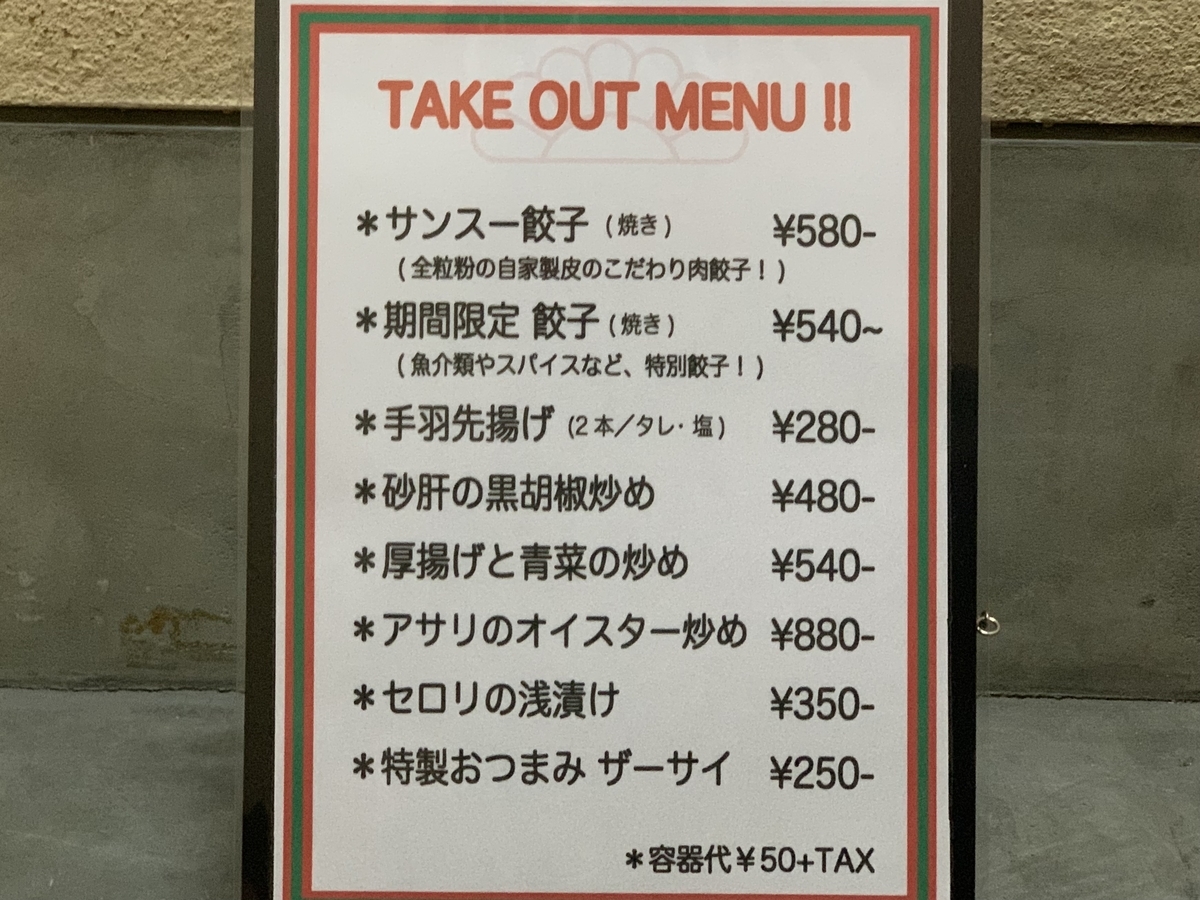 TAKE OUT MENU !!
＊サンスー餃子 (焼き) ¥580-
(全粒粉の自家製皮のこだわり肉餃子！)
＊期間限定 餃子 (焼き) ¥540~
(魚介類やスパイスなど、特別餃子！)
＊手羽先揚げ (2本／タレ・塩) ¥280-
＊砂肝の黒胡椒炒め ¥480-
＊厚揚げと青菜の炒め ¥540-
＊アサリのオイスター炒め ¥880-
＊セロリの浅漬け ¥350-
＊特製おつまみ ザーサイ ¥250-
＊容器代￥50+TAX